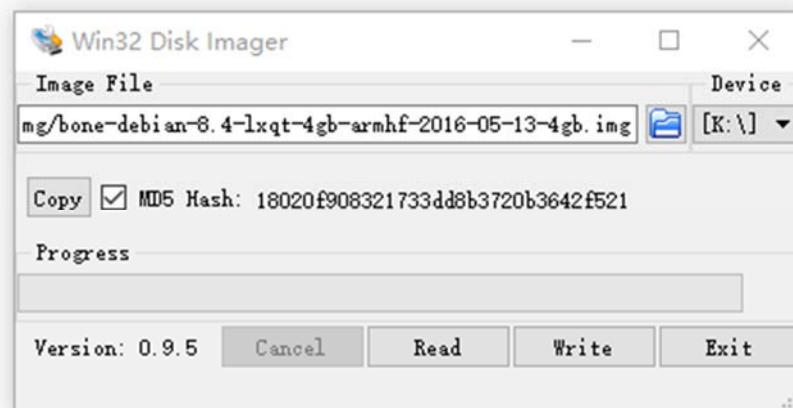 Win32 Disk Imager
Image File
Device
mg/bone-debian-8.4-lxqt-4gb-armhf-2016-05-13-4gb.img
[K:\]
Copy
MD5 Hash: 18020f908321733dd8b3720b3642f521
Progress
Version: 0.9.5
Cancel
Read
Write
Exit